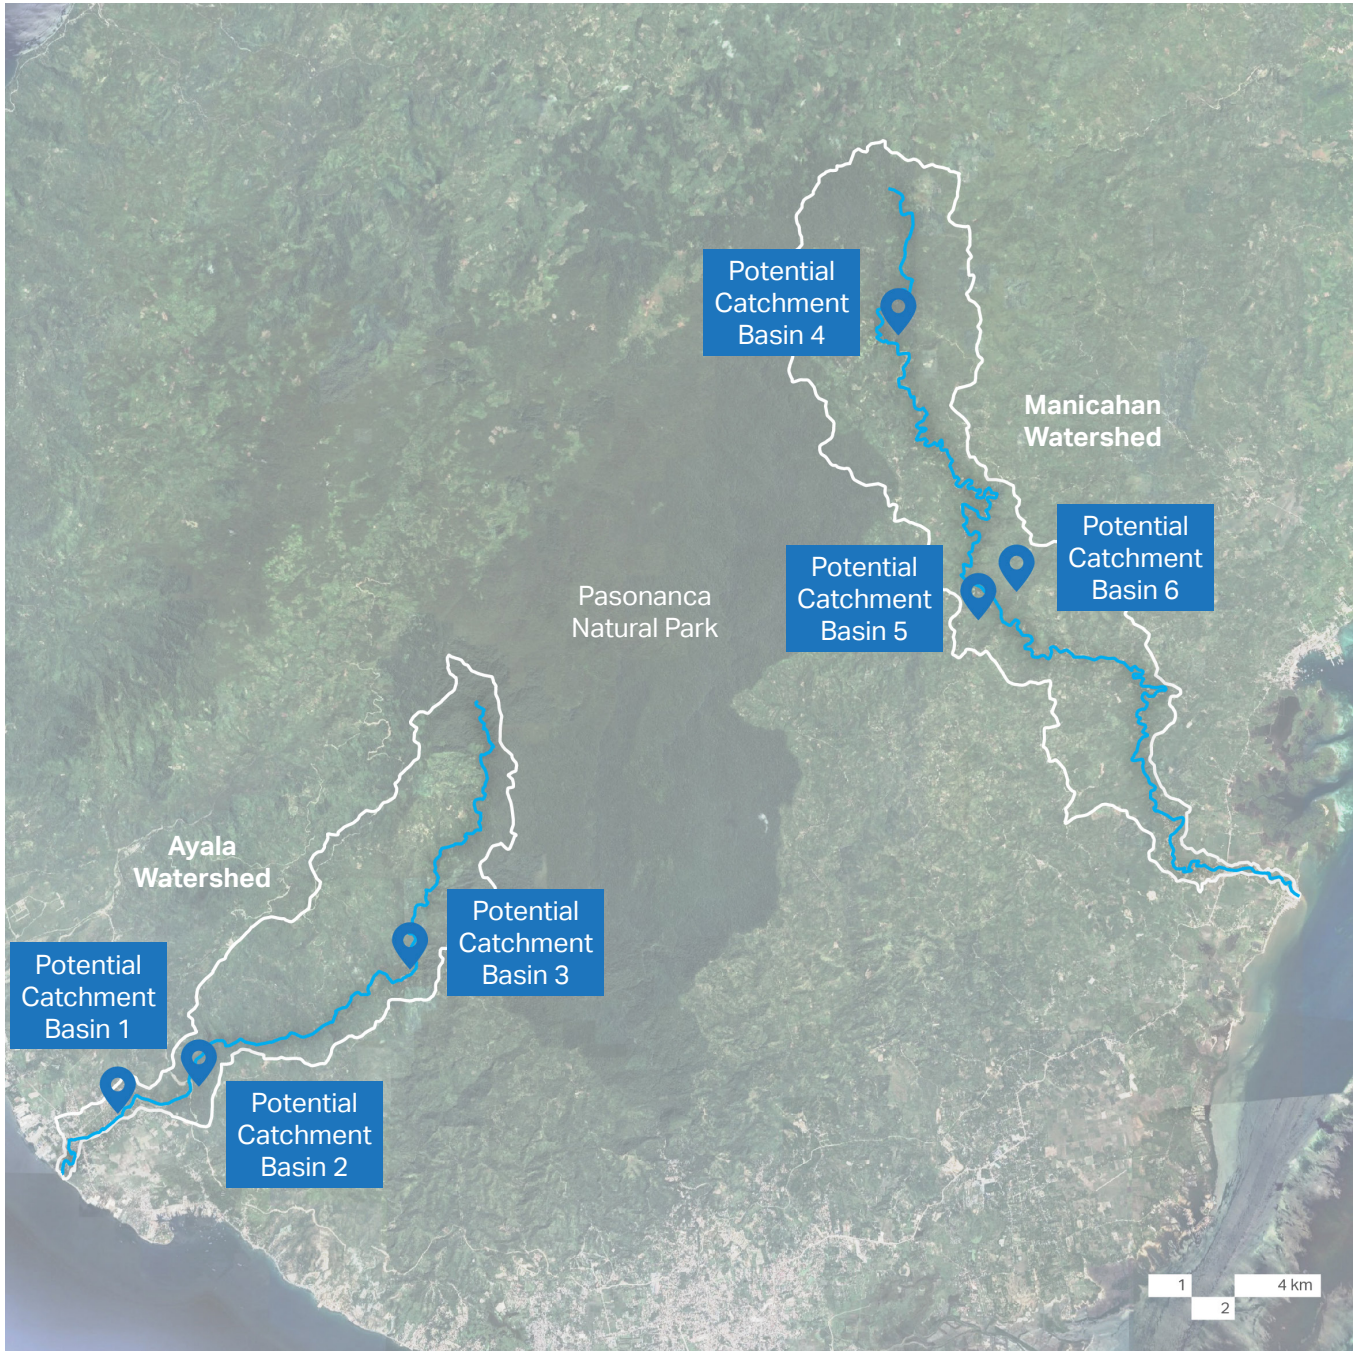 Potential
Catchment
Basin 4
Manicahan
Watershed
Potential
Catchment
Basin 6
Potential
Catchment
Basin 5
Pasonanca
Natural Park
Ayala
Watershed
Potential
Catchment
Basin 3
Potential
Catchment
Basin 1
Potential
Catchment
Basin 2
1
4 km
2